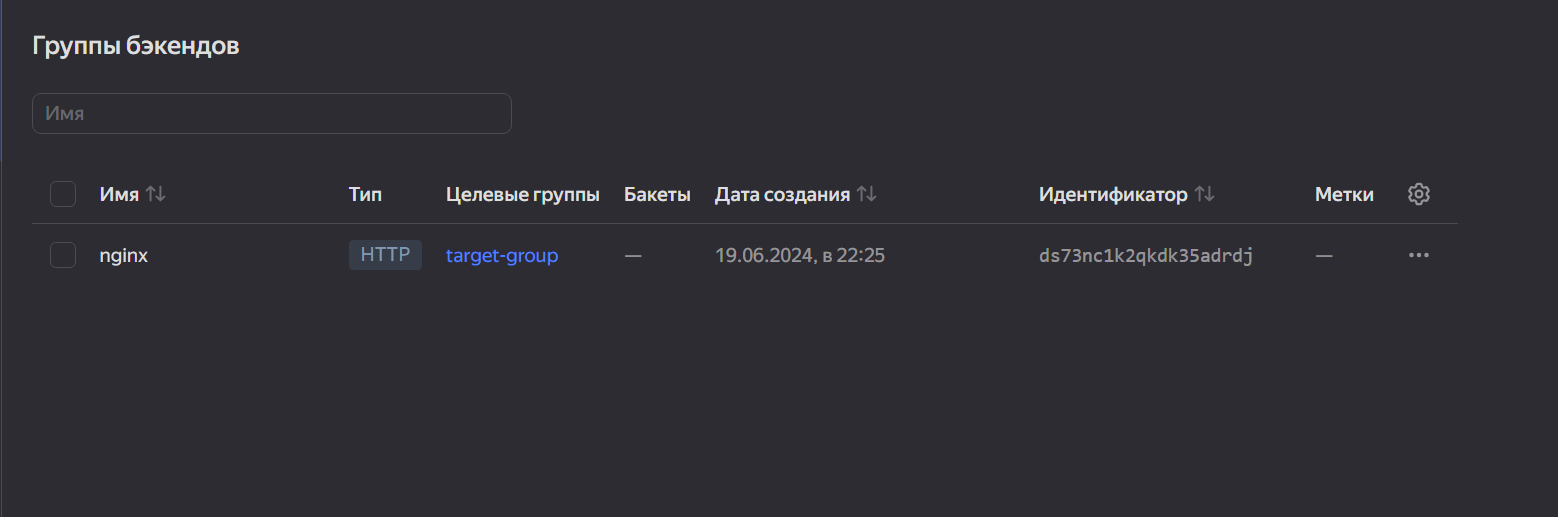 Группы бэкендов
Имя
Имя Тип Целевые группы Бакеты Дата создания Идентификатор Метки
nginx HTTP target-group — 19.06.2024, в 22:25 ds73nc1k2qkdk35adrdj —